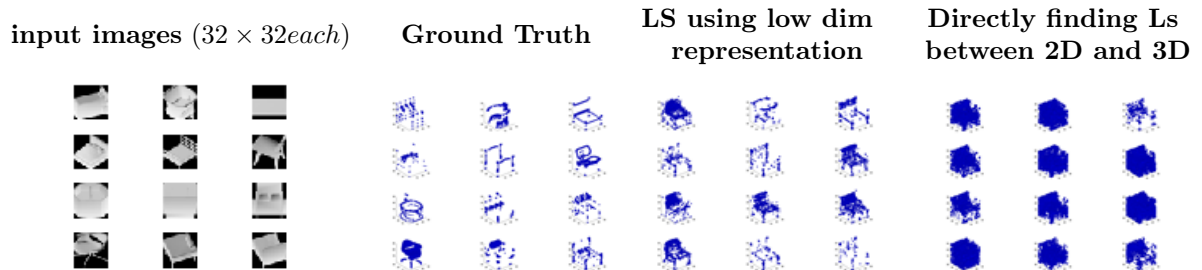 input images (32 × 32each)
Ground Truth
LS using low dim
representation
Directly finding Ls
between 2D and 3D